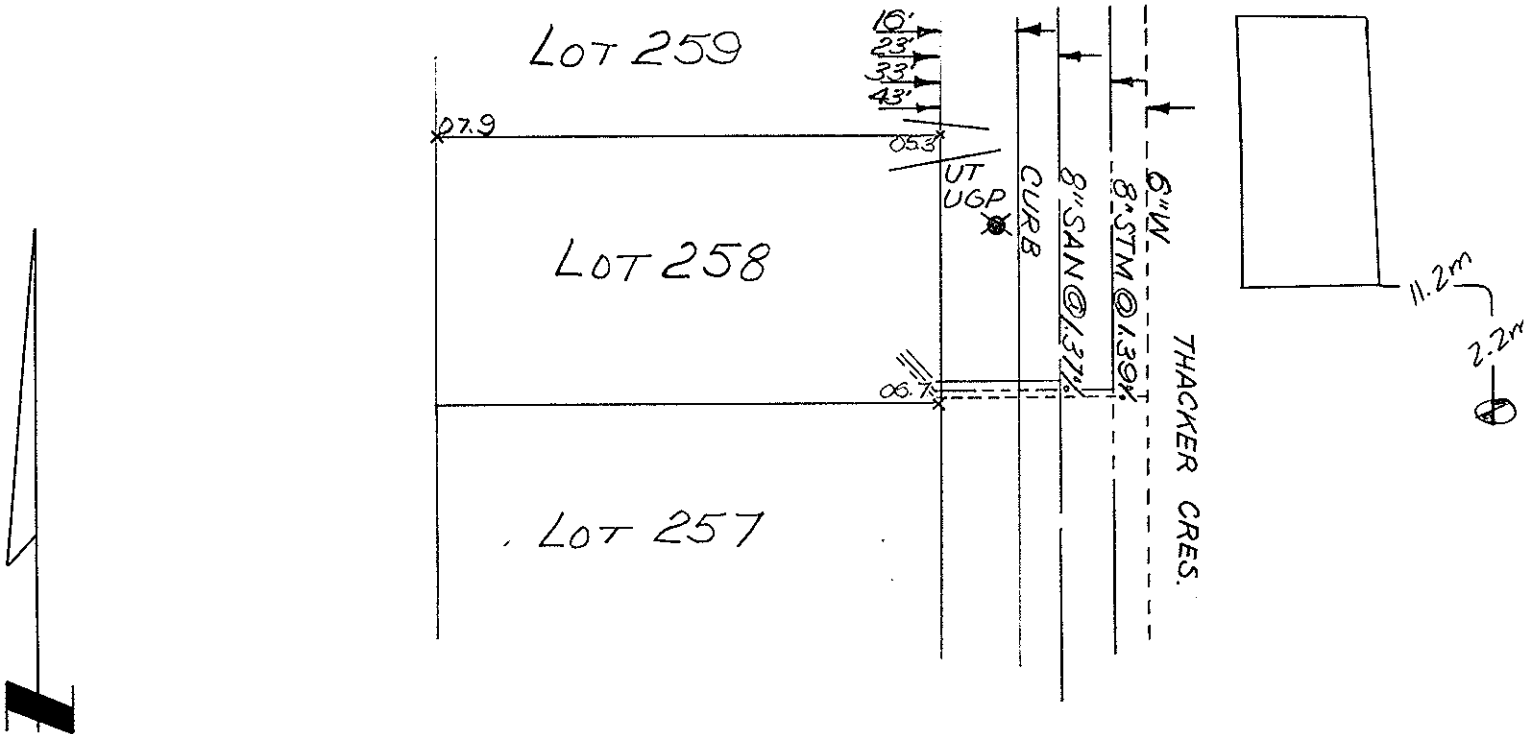 LOT 259
16'
23'
33'
43'
07.9
05.3
UT
UGP
CURB
8"SAN@1.37%
8"STM@1.39%
6"W
LOT 258
11.2m
2.2m
THACKER CRES.
06.7
LOT 257